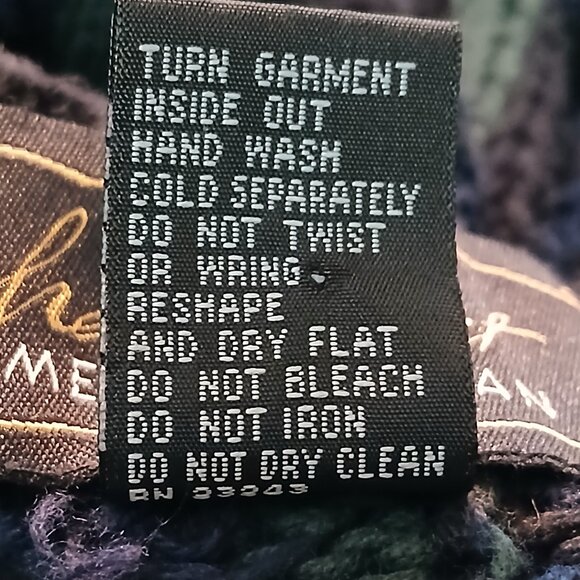 TURN GARMENT
INSIDE OUT
HAND WASH
COLD SEPARATELY
DO NOT TWIST
OR WRING.
RESHAPE
AND DRY FLAT
DO NOT BLEACH
DO NOT IRON
DO NOT DRY CLEAN
RN 93943